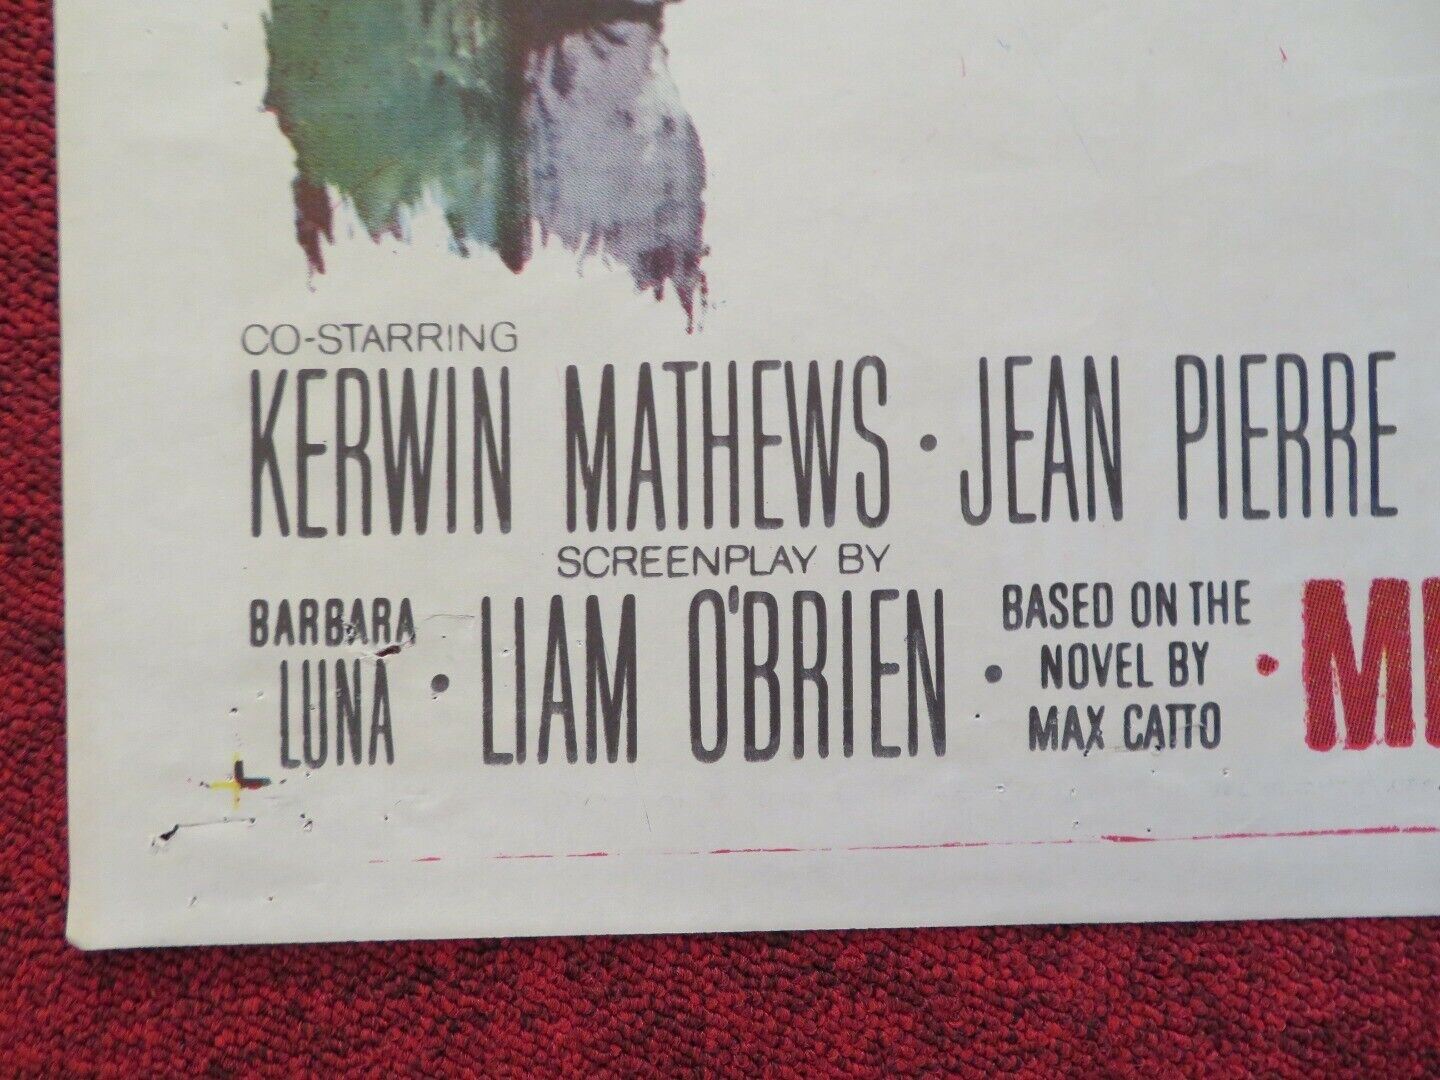 CO-STARRING
KERWIN MATHEWS • JEAN PIERRE
SCREENPLAY BY
BARBARA
LUNA • LIAM O'BRIEN •
BASED ON THE
NOVEL BY
MAX CATTO •